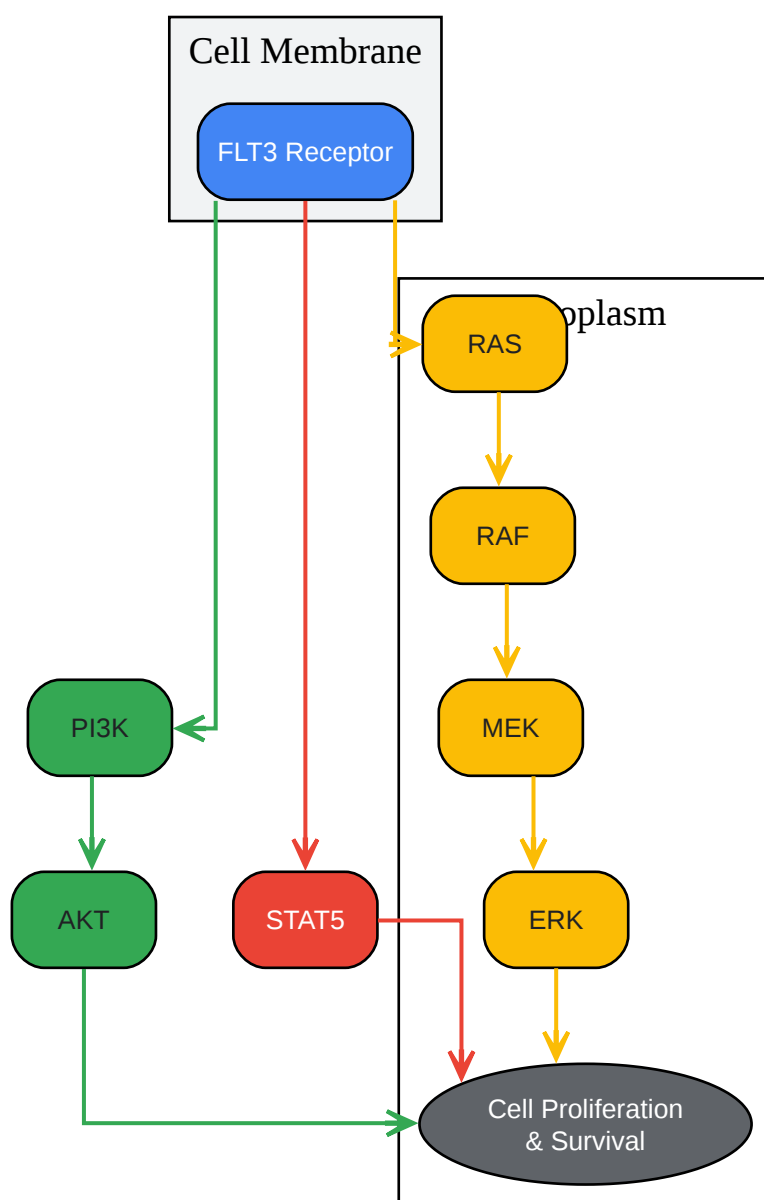 Cell Membrane
FLT3 Receptor
oplasm
RAS
RAF
MEK
PI3K
AKT
STAT5
ERK
Cell Proliferation
& Survival